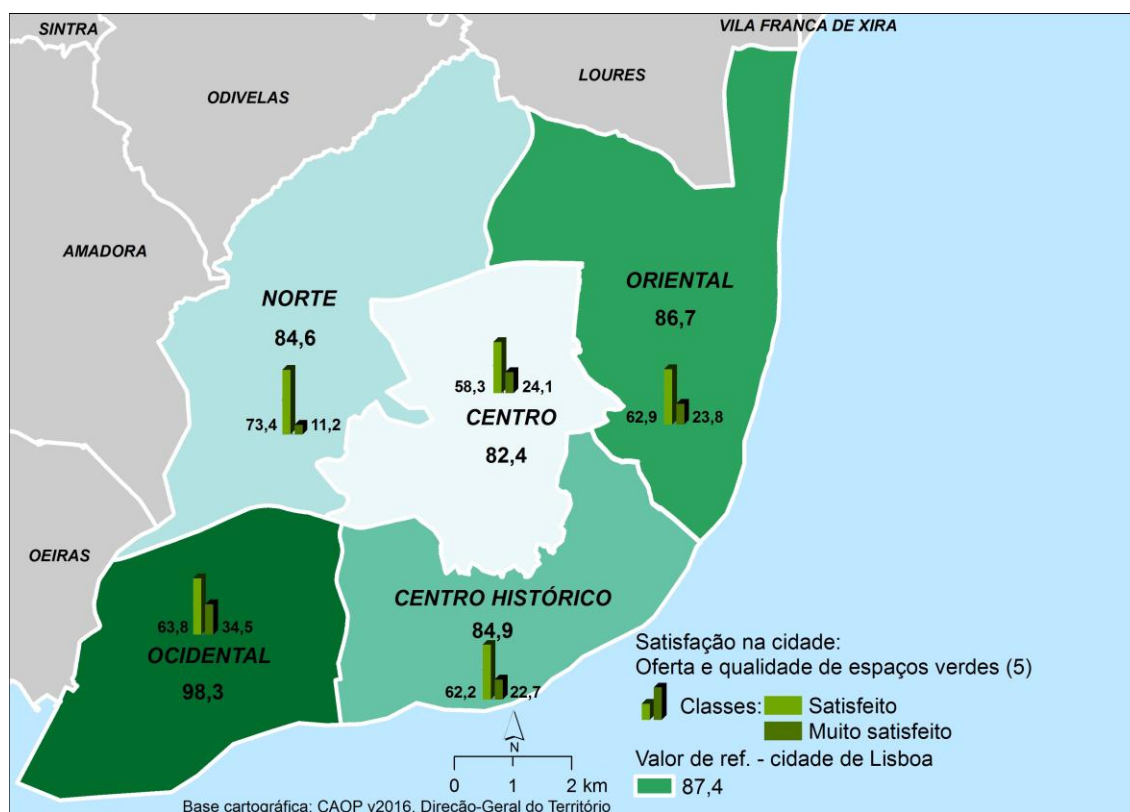 SINTRA
VILA FRANCA DE XIRA
LOURES
ODIVELAS
AMADORA
ORIENTAL
NORTE
86,7
84,6
58,3 24,1
73,4 11,2
62,9 23,8
CENTRO
82,4
OEIRAS
CENTRO HISTÓRICO
84,9
63,8 34,5
OCIDENTAL
98,3
62,2 22,7
Satisfação na cidade:
Oferta e qualidade de espaços verdes (5)
Classes: Satisfeito
Muito satisfeito
Valor de ref. - cidade de Lisboa
87,4
N
0 1 2 km
Base cartográfica: CAOP v2016, Direção-Geral do Território